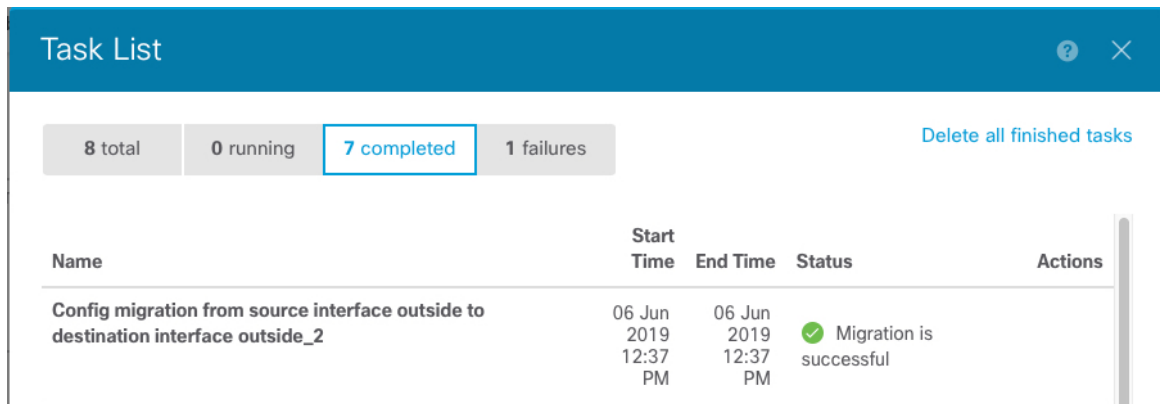 Task List
8 total
0 running
7 completed
1 failures
Delete all finished tasks
Name
Start
Time
End Time
Status
Actions
Config migration from source interface outside to
destination interface outside_2
06 Jun
2019
12:37
PM
06 Jun
2019
12:37
PM
Migration is
successful